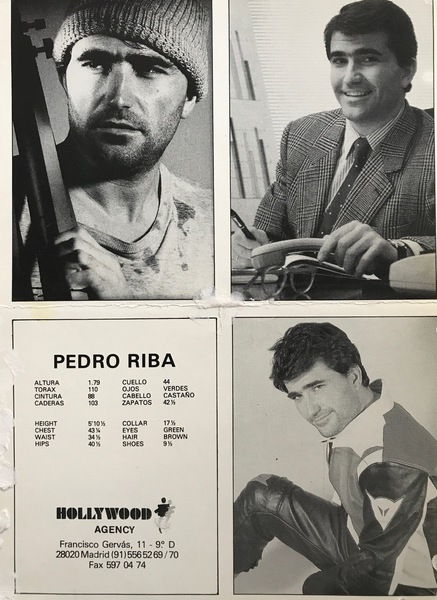 PEDRO RIBA
ALTURA 1.79 CUELLO 44
TORAX 110 OJOS VERDES
CINTURA 88 CABELLO CASTAÑO
CADERAS 103 ZAPATOS 42½
HEIGHT 5'10½ COLLAR 17½
CHEST 43¼ EYES GREEN
WAIST 34½ HAIR BROWN
HIPS 40½ SHOES 9½
HOLLYWOOD
AGENCY
Francisco Gervás, 11 - 9.º D
28020 Madrid (91) 556 52 69 / 70
Fax 597 04 74